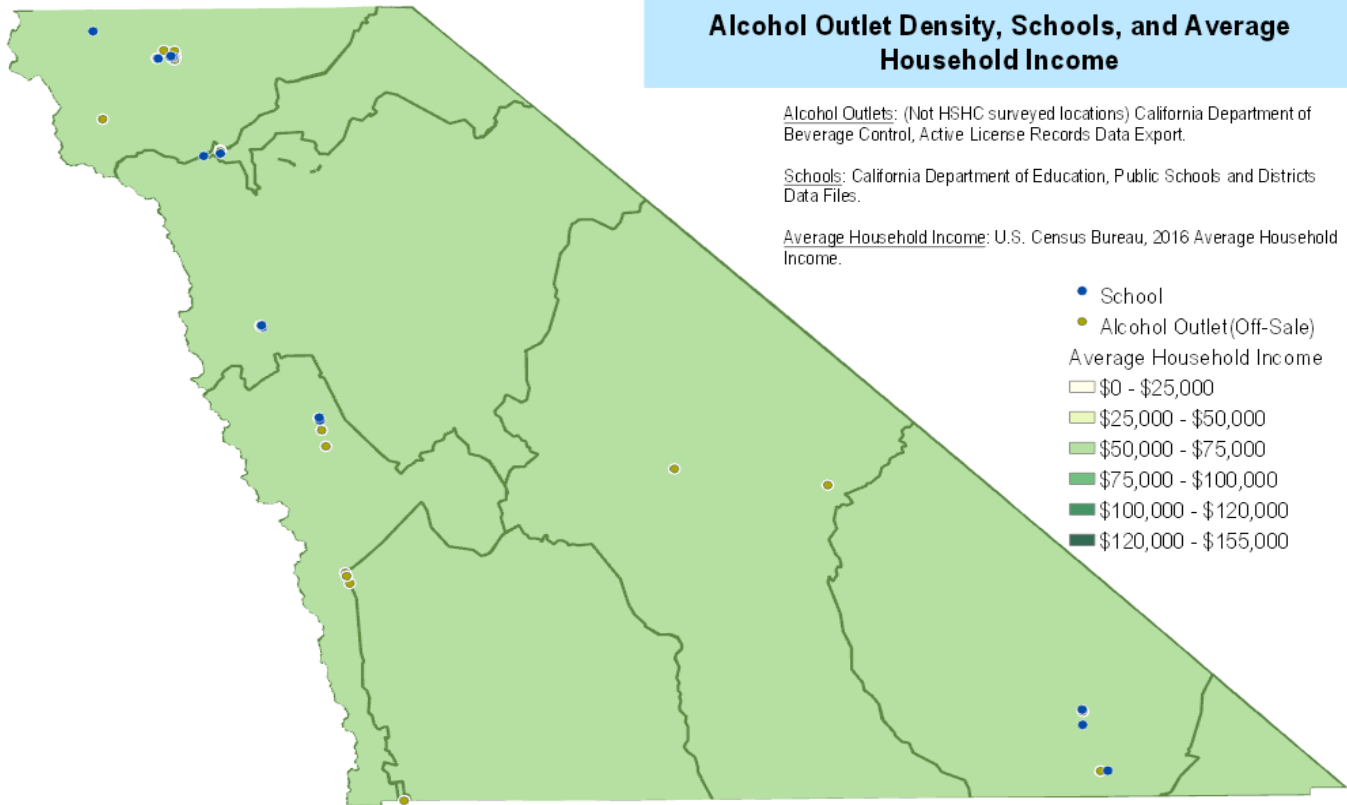 Alcohol Outlet Density, Schools, and Average
Household Income
Alcohol Outlets: (Not HSHC surveyed locations) California Department of
Beverage Control, Active License Records Data Export.
Schools: California Department of Education, Public Schools and Districts
Data Files.
Average Household Income: U.S. Census Bureau, 2016 Average Household
Income.
School
Alcohol Outlet(Off-Sale)
Average Household Income
$0 - $25,000
$25,000 - $50,000
$50,000 - $75,000
$75,000 - $100,000
$100,000 - $120,000
$120,000 - $155,000